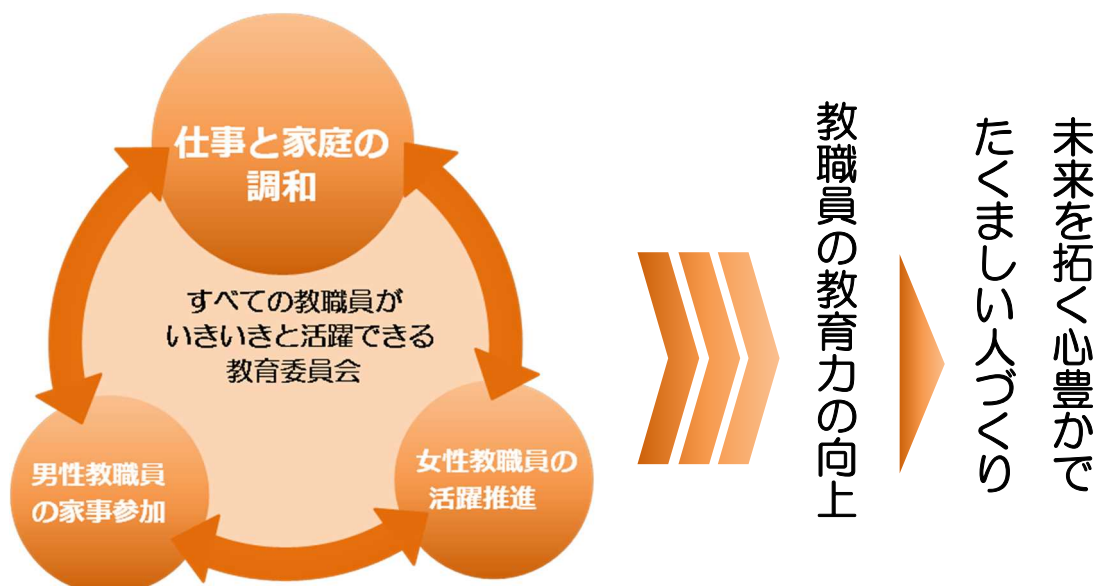 仕事と家庭の
調和
すべての教職員が
いきいきと活躍できる
教育委員会
男性教職員
の家事参加
女性教職員の
活躍推進
教職員の教育力の向上
未来を拓く心豊かで
たくましい人づくり